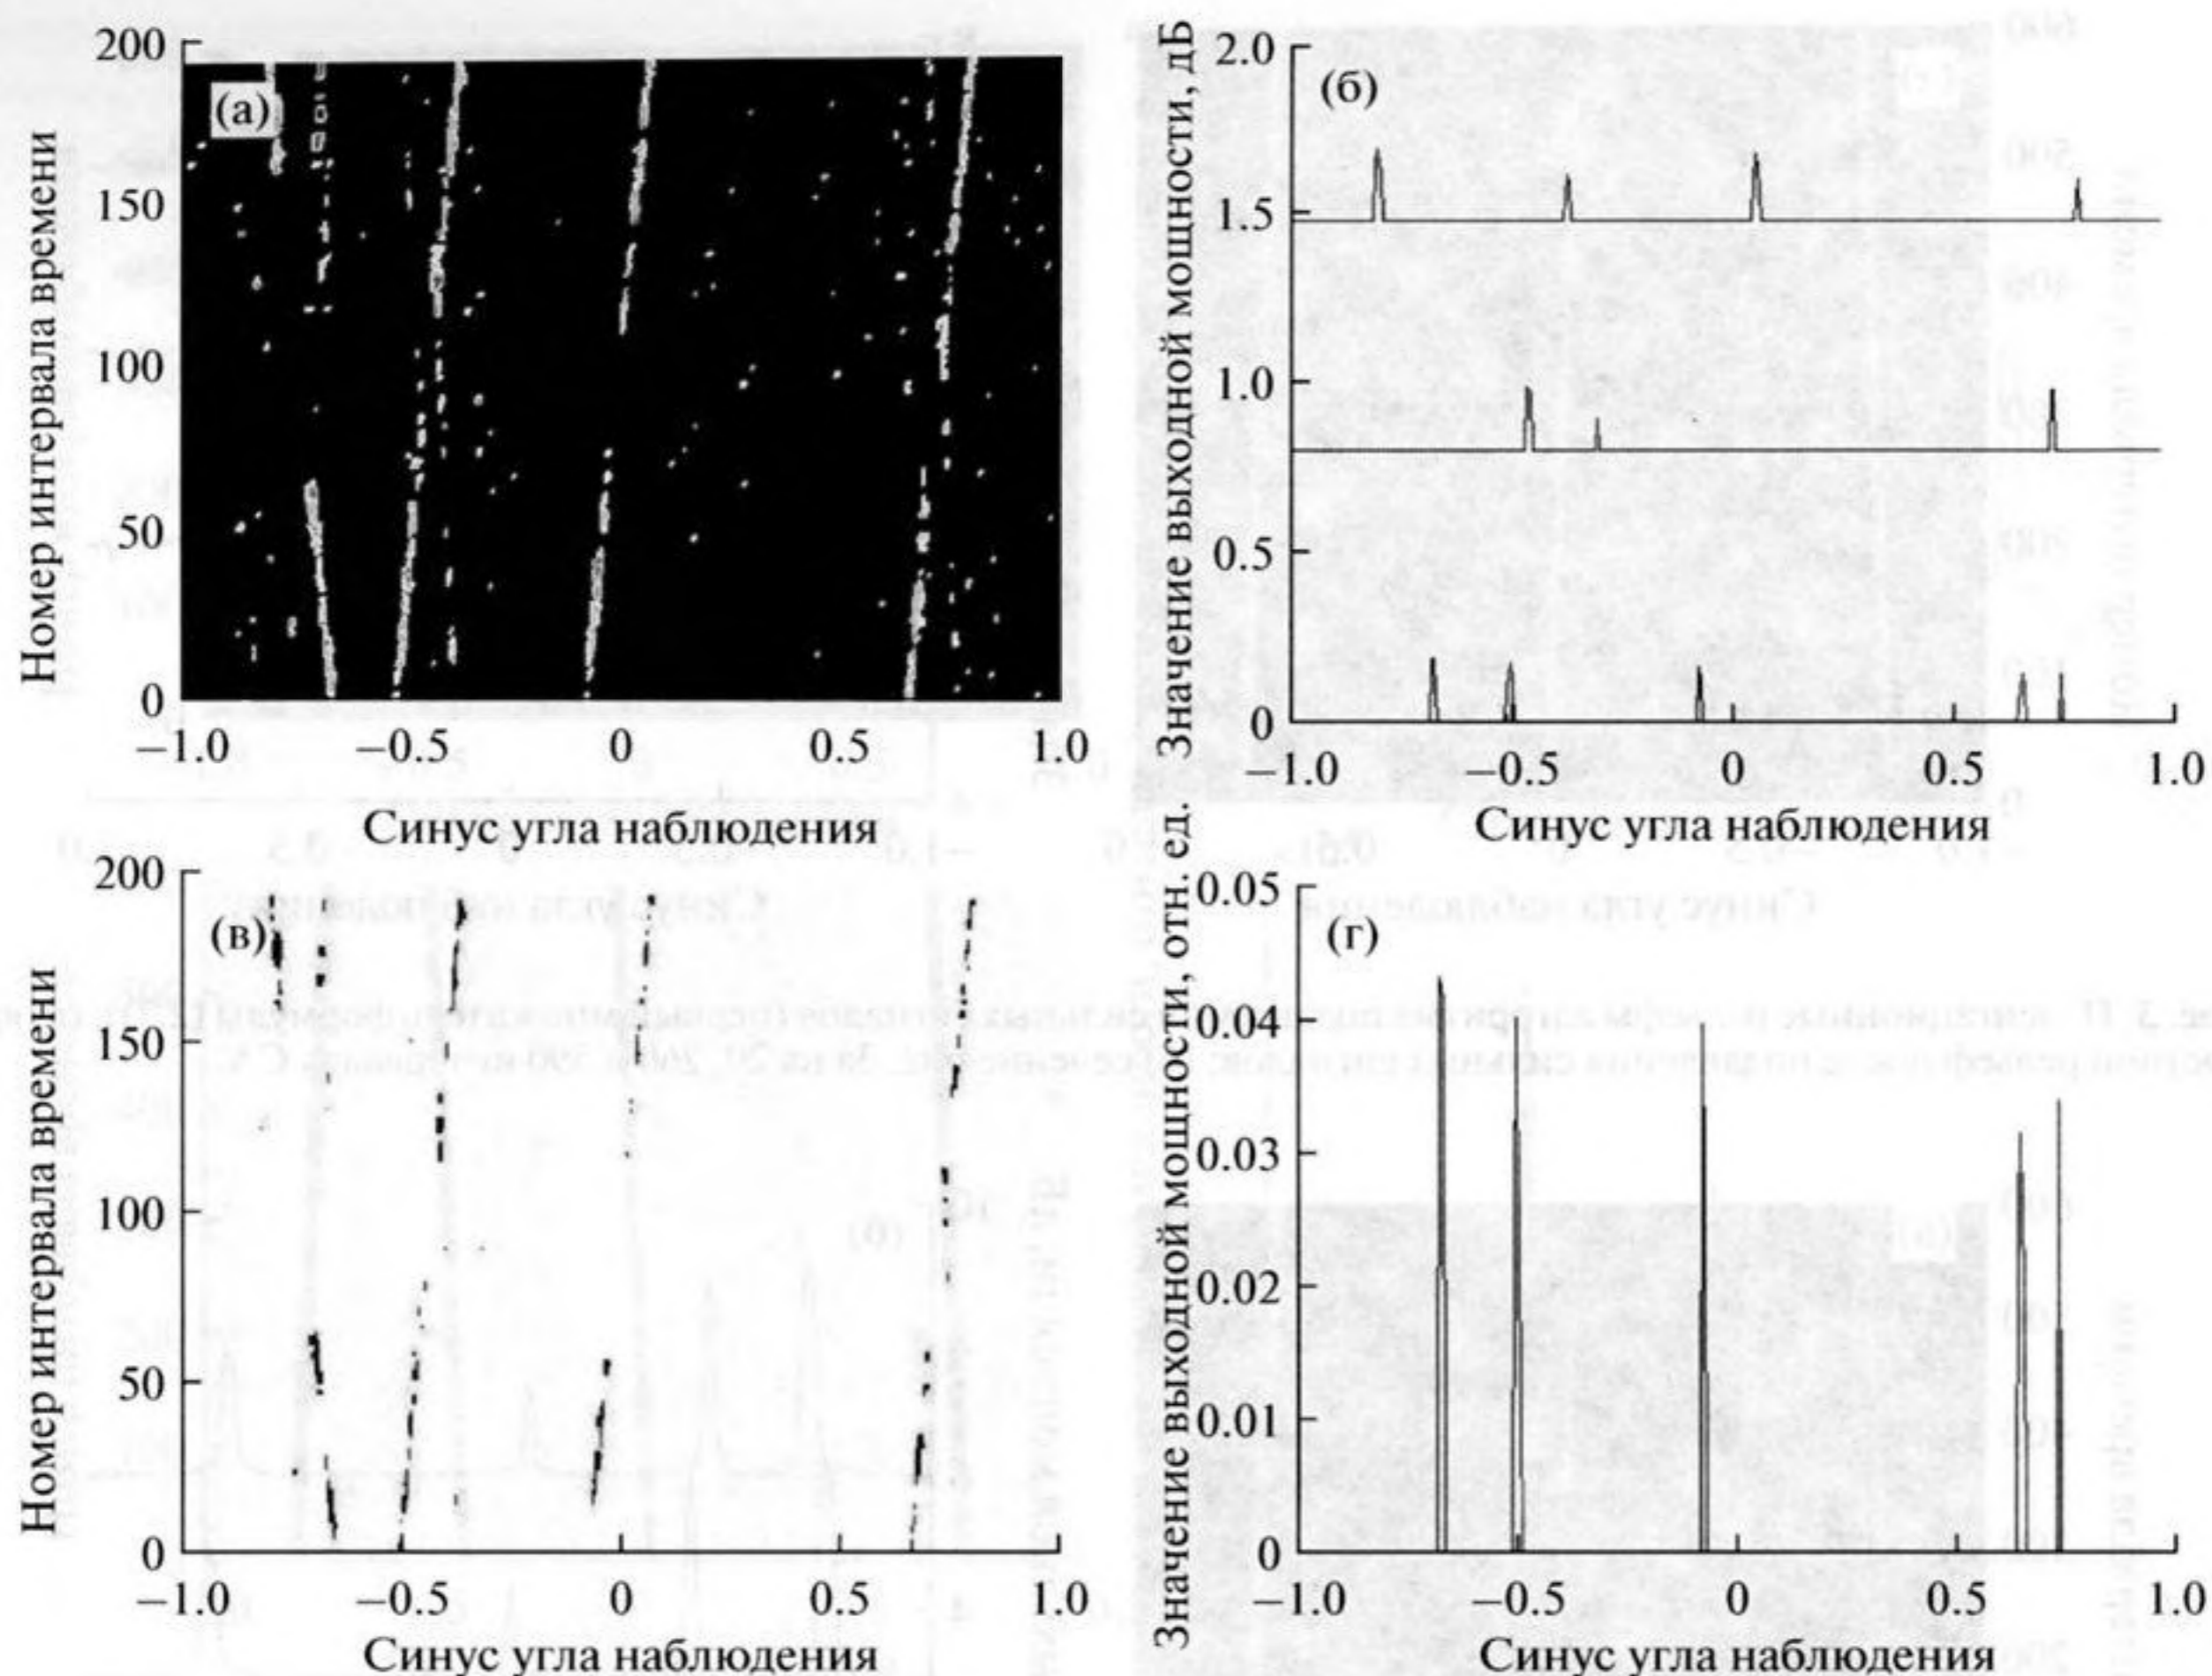 200
150
100
50
0
(а)
Номер интервала времени
−1.0 −0.5 0 0.5 1.0
Синус угла наблюдения
2.0
1.5
1.0
0.5
0
(б)
Значение выходной мощности, дБ
−1.0 −0.5 0 0.5 1.0
Синус угла наблюдения
200
150
100
50
0
(в)
Номер интервала времени
−1.0 −0.5 0 0.5 1.0
Синус угла наблюдения
0.05
0.04
0.03
0.02
0.01
0
(г)
Значение выходной мощности, отн. ед.
−1.0 −0.5 0 0.5 1.0
Синус угла наблюдения